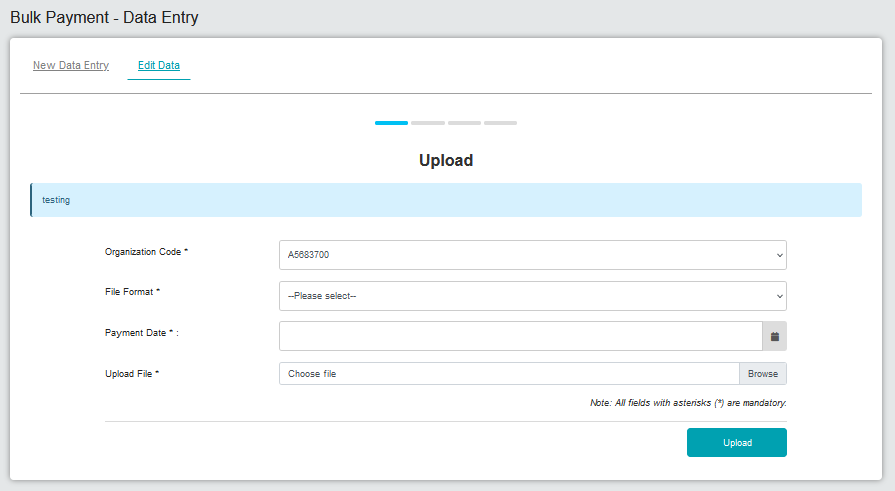 Bulk Payment - Data Entry
New Data Entry
Edit Data
Upload
testing
Organization Code *
A5683700
File Format *
--Please select--
Payment Date * :
Upload File *
Choose file
Browse
Note: All fields with asterisks (*) are mandatory.
Upload